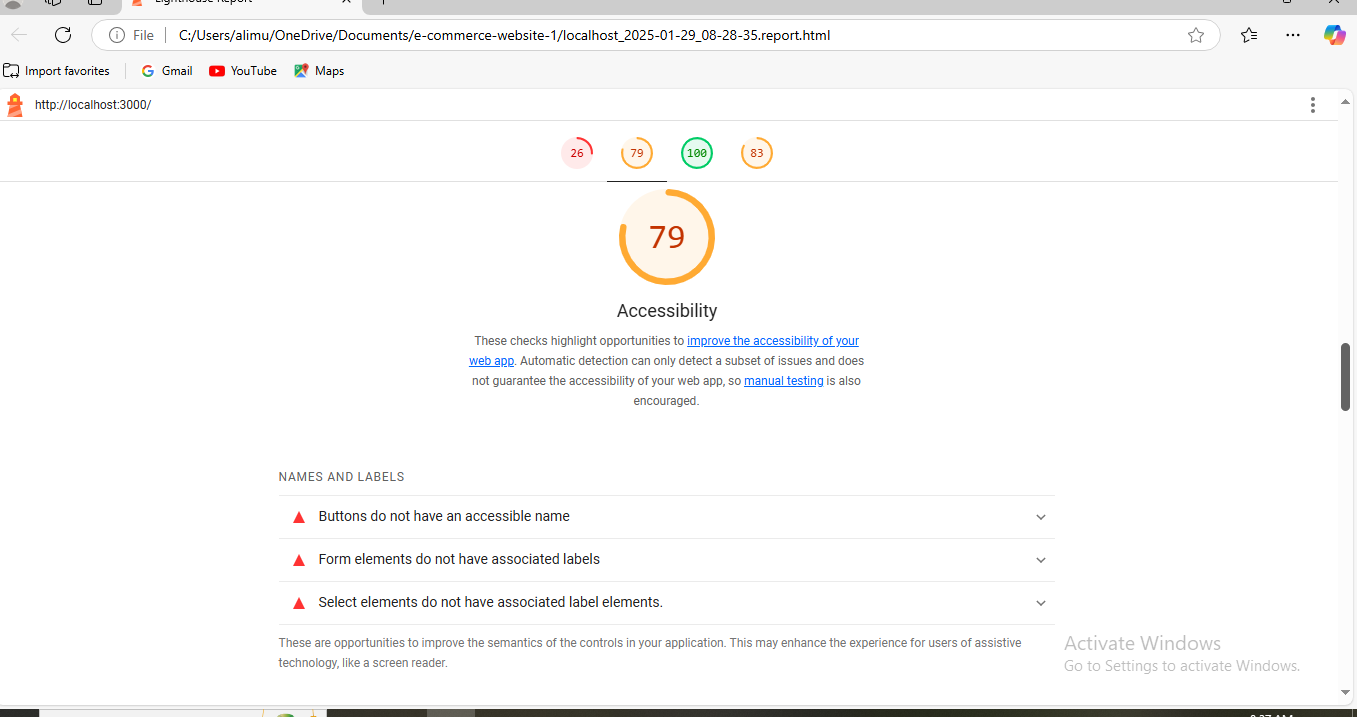 Lighthouse Report
File
C:/Users/alimu/OneDrive/Documents/e-commerce-website-1/localhost_2025-01-29_08-28-35.report.html
Import favorites
Gmail
YouTube
Maps
http://localhost:3000/
26
79
100
83
79
Accessibility
These checks highlight opportunities to improve the accessibility of your
web app. Automatic detection can only detect a subset of issues and does
not guarantee the accessibility of your web app, so manual testing is also
encouraged.
NAMES AND LABELS
Buttons do not have an accessible name
Form elements do not have associated labels
Select elements do not have associated label elements.
These are opportunities to improve the semantics of the controls in your application. This may enhance the experience for users of assistive
technology, like a screen reader.
Activate Windows
Go to Settings to activate Windows.
8:37 AM